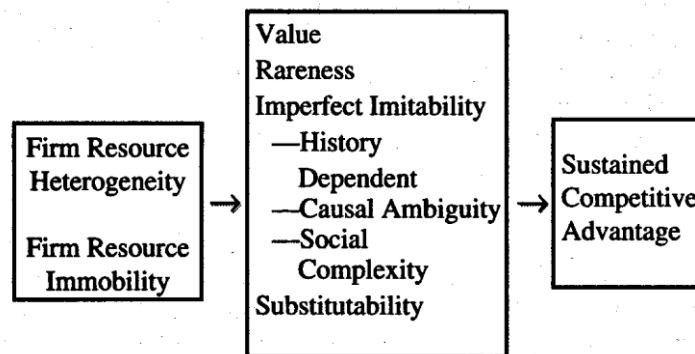 Firm Resource
Heterogeneity
Firm Resource
Immobility
Value
Rareness
Imperfect Imitability
—History
Dependent
—Causal Ambiguity
—Social
Complexity
Substitutability
Sustained
Competitive
Advantage